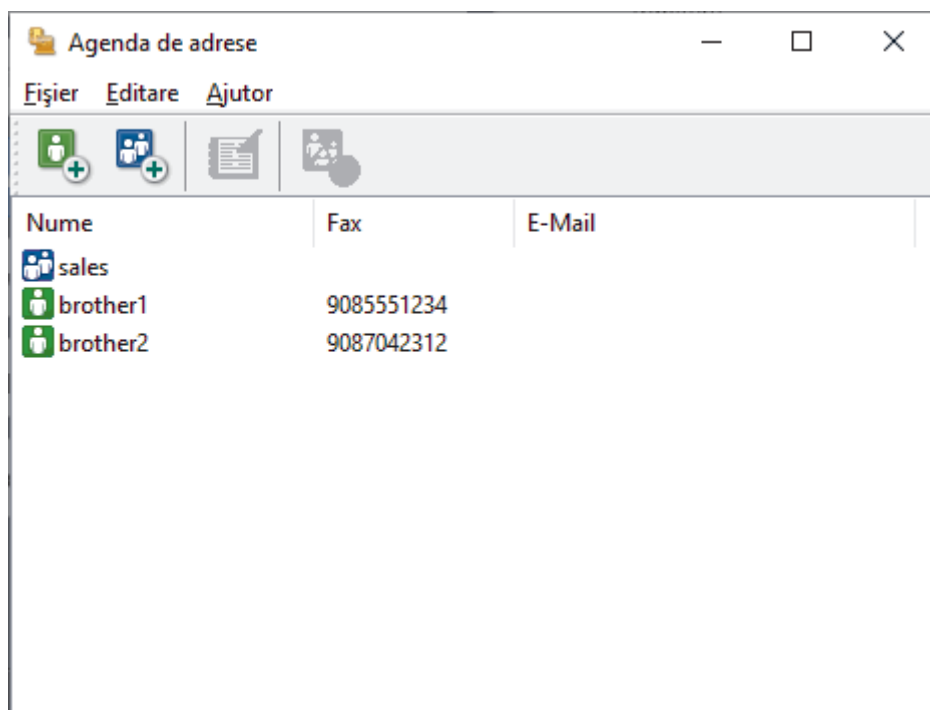 Agenda de adrese
Fişier Editare Ajutor
Nume Fax E-Mail
sales
brother1 9085551234
brother2 9087042312